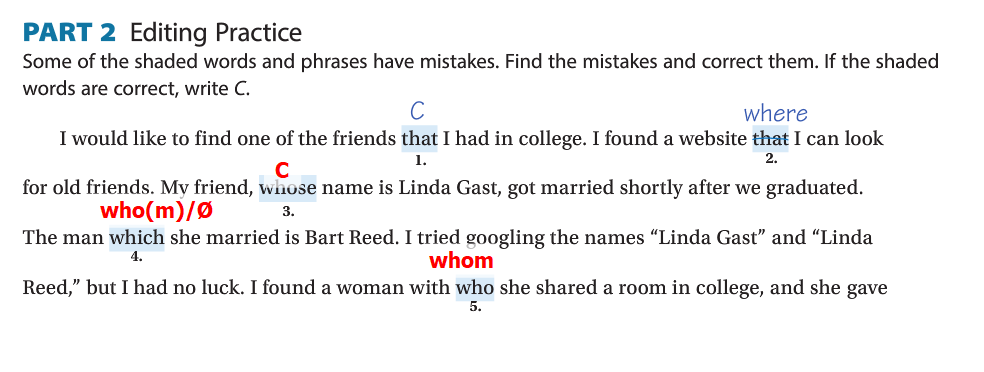 PART 2 Editing Practice
Some of the shaded words and phrases have mistakes. Find the mistakes and correct them. If the shaded
words are correct, write C.
C where
I would like to find one of the friends that I had in college. I found a website that I can look
1. 2.
C
for old friends. My friend, whose name is Linda Gast, got married shortly after we graduated.
who(m)/Ø 3.
The man which she married is Bart Reed. I tried googling the names “Linda Gast” and “Linda
4.
whom
Reed,” but I had no luck. I found a woman with who she shared a room in college, and she gave
5.